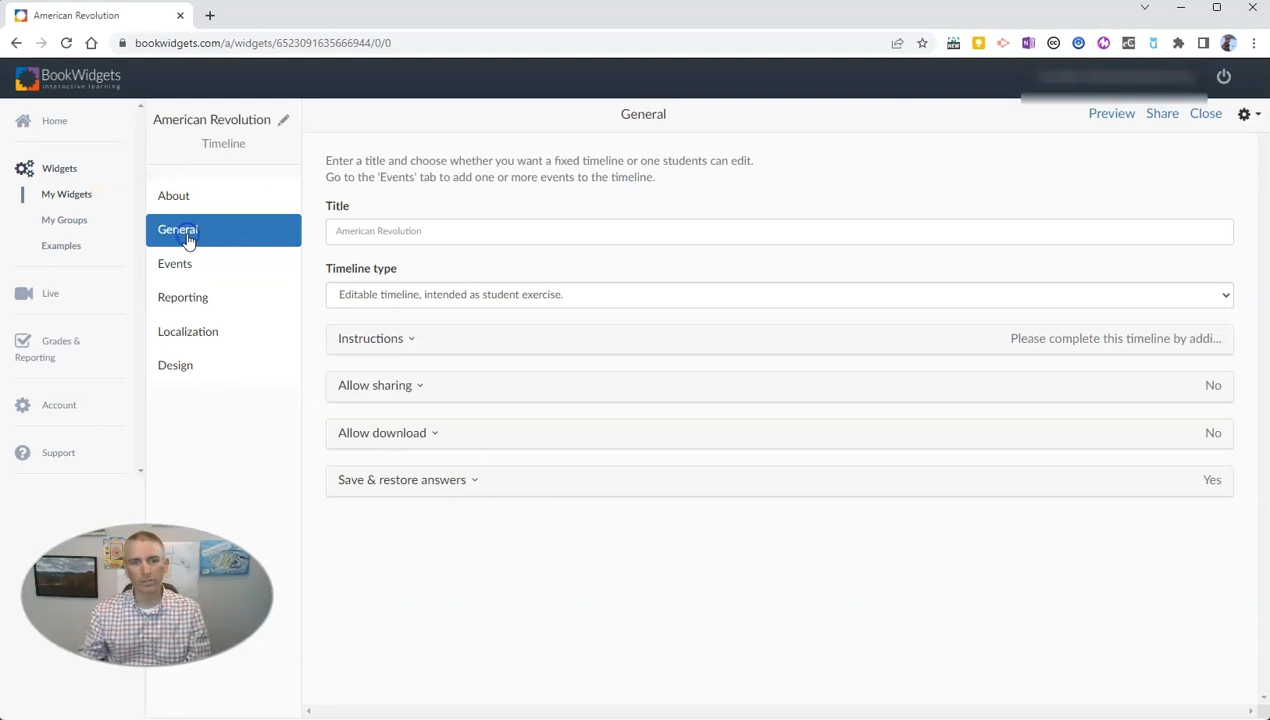 American Revolution
bookwidgets.com/a/widgets/6523091635666944/0/0
BookWidgets
interactive learning
Home
Widgets
My Widgets
My Groups
Examples
Live
Grades &
Reporting
Account
Support
American Revolution
Timeline
About
General
Events
Reporting
Localization
Design
General
Preview Share Close
Enter a title and choose whether you want a fixed timeline or one students can edit.
Go to the 'Events' tab to add one or more events to the timeline.
Title
American Revolution
Timeline type
Editable timeline, intended as student exercise.
Instructions Please complete this timeline by addi...
Allow sharing No
Allow download No
Save & restore answers Yes